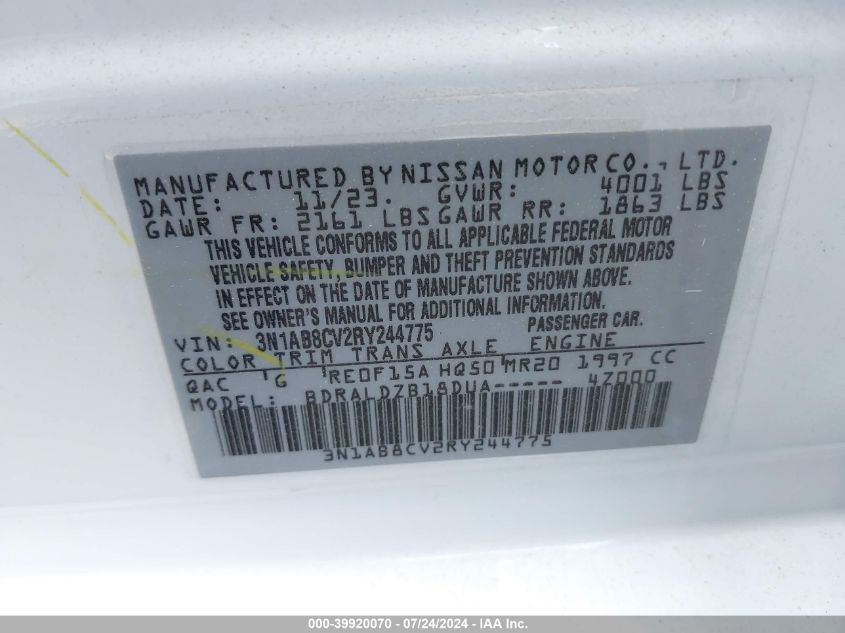 MANUFACTURED BY NISSAN MOTOR CO., LTD.
DATE: 11/23. GVWR: 4001 LBS
GAWR FR: 2161 LBS GAWR RR: 1863 LBS
THIS VEHICLE CONFORMS TO ALL APPLICABLE FEDERAL MOTOR
VEHICLE SAFETY, BUMPER AND THEFT PREVENTION STANDARDS
IN EFFECT ON THE DATE OF MANUFACTURE SHOWN ABOVE.
SEE OWNER'S MANUAL FOR ADDITIONAL INFORMATION.
VIN: 3N1AB8CV2RY244775 PASSENGER CAR.
COLOR TRIM TRANS AXLE ENGINE
QAC 'G 'RE0F15A HQ50 'MR20 1997 CC
MODEL: BDRALDZB18DUA----- 4Z000
3N1AB8CV2RY244775
000-39920070 - 07/24/2024 - the resource.